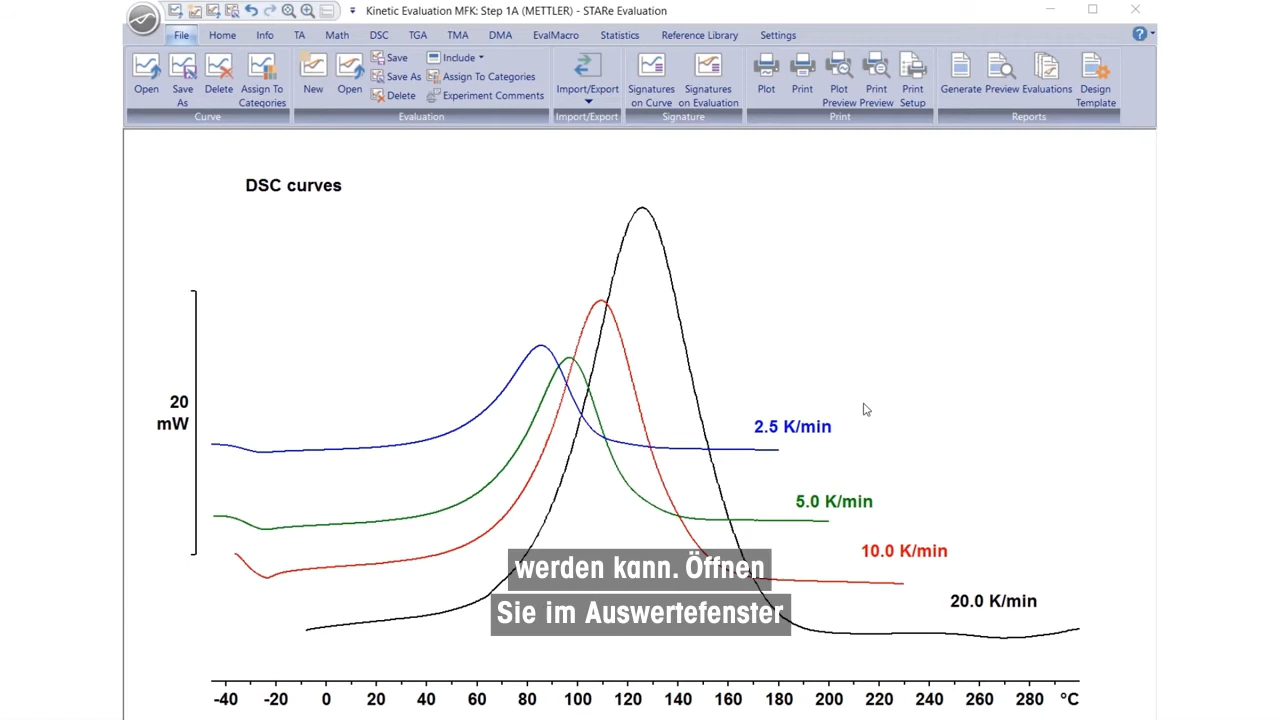 Kinetic Evaluation MFK: Step 1A (METTLER) - STARe Evaluation
File Home Info TA Math DSC TGA TMA DMA EvalMacro Statistics Reference Library Settings
Open
Save As
Delete
Assign To Categories
Curve
New
Open
Save
Save As
Delete
Include
Assign To Categories
Experiment Comments
Evaluation
Import/Export
Import/Export
Signatures on Curve
Signatures on Evaluation
Signature
Plot
Print
Plot Preview
Print Preview
Print Setup
Print
Generate
Preview
Evaluations
Design Template
Reports
DSC curves
20
mW
2.5 K/min
5.0 K/min
10.0 K/min
20.0 K/min
werden kann. Öffnen
Sie im Auswertefenster
-40 -20 0 20 40 60 80 100 120 140 160 180 200 220 240 260 280 °C